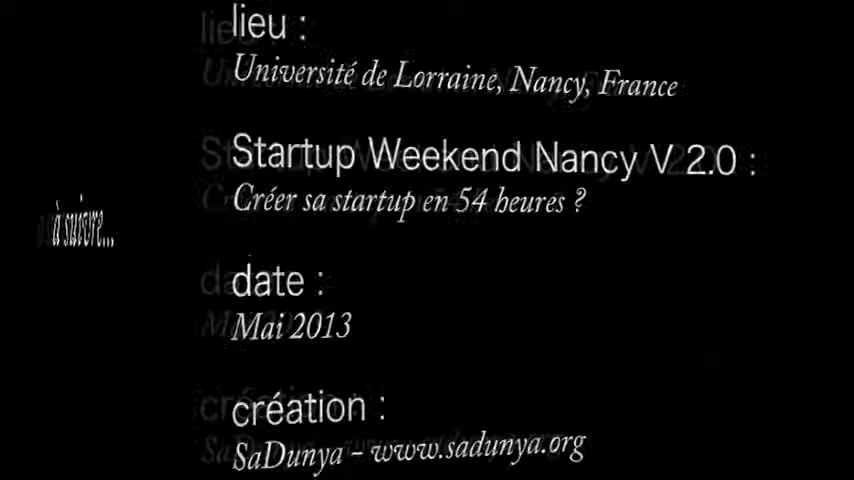 lieu :
Université de Lorraine, Nancy, France
Startup Weekend Nancy V 2.0 :
Créer sa startup en 54 heures ?
à suivre...
date :
Mai 2013
création :
SaDunya - www.sadunya.org